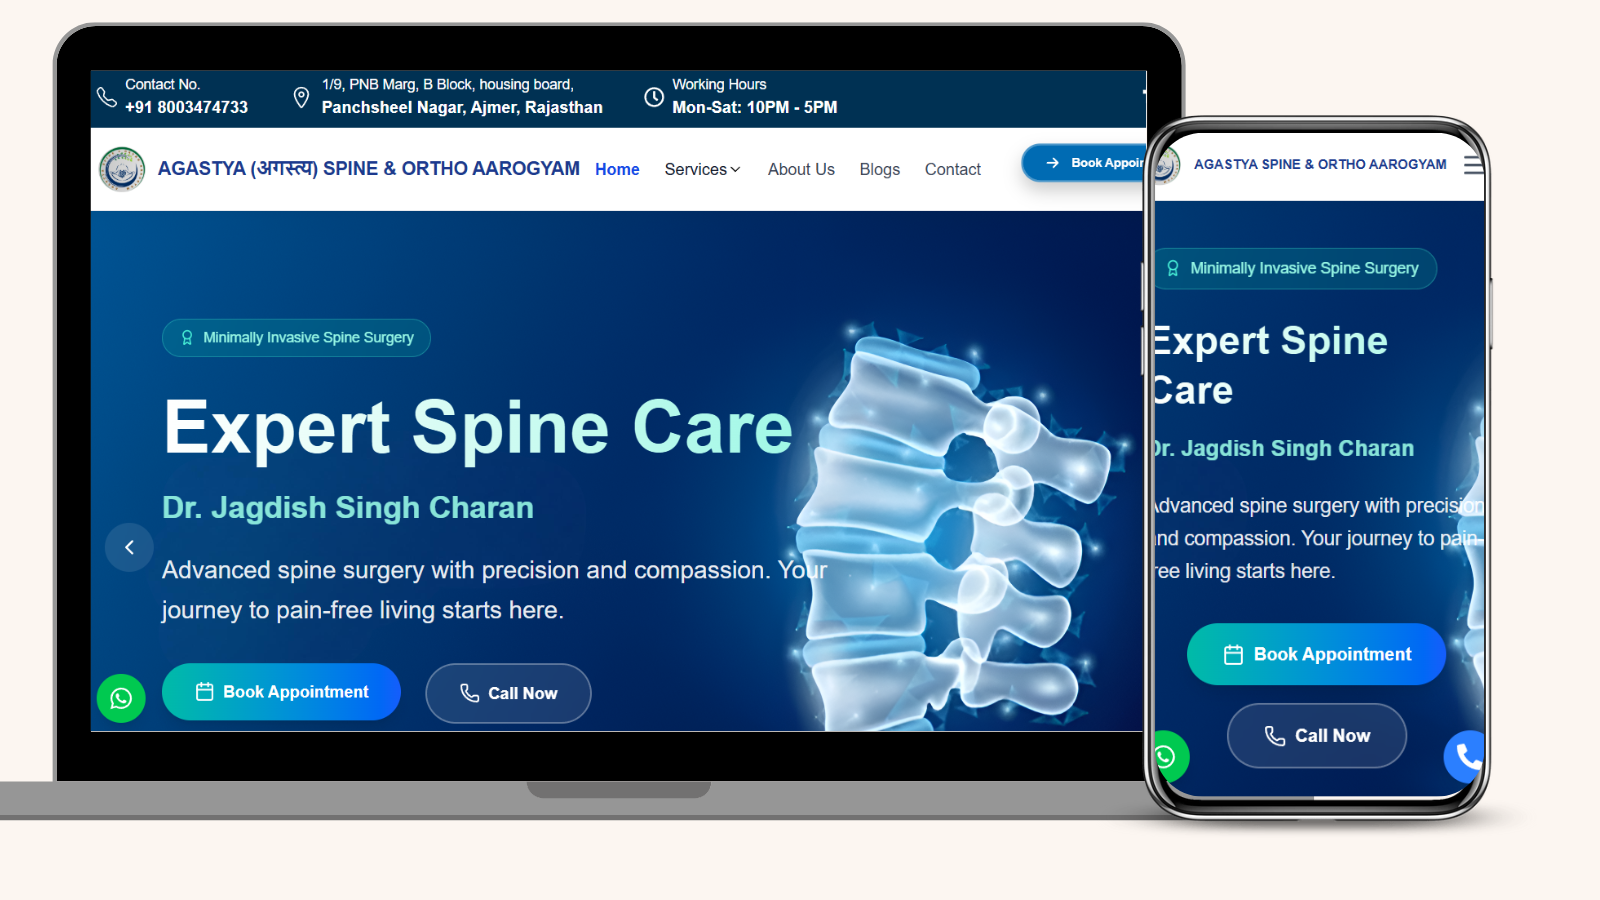 Contact No.
+91 8003474733
1/9, PNB Marg, B Block, housing board,
Panchsheel Nagar, Ajmer, Rajasthan
Working Hours
Mon-Sat: 10PM - 5PM
AGASTYA (अगस्त्य) SPINE & ORTHO AAROGYAM
Home
Services
About Us
Blogs
Contact
Book Appoin
Minimally Invasive Spine Surgery
Expert Spine Care
Dr. Jagdish Singh Charan
Advanced spine surgery with precision and compassion. Your
journey to pain-free living starts here.
Book Appointment
Call Now
AGASTYA SPINE & ORTHO AAROGYAM
Minimally Invasive Spine Surgery
Expert Spine
Care
Dr. Jagdish Singh Charan
Advanced spine surgery with precision
and compassion. Your journey to pain-
free living starts here.
Book Appointment
Call Now